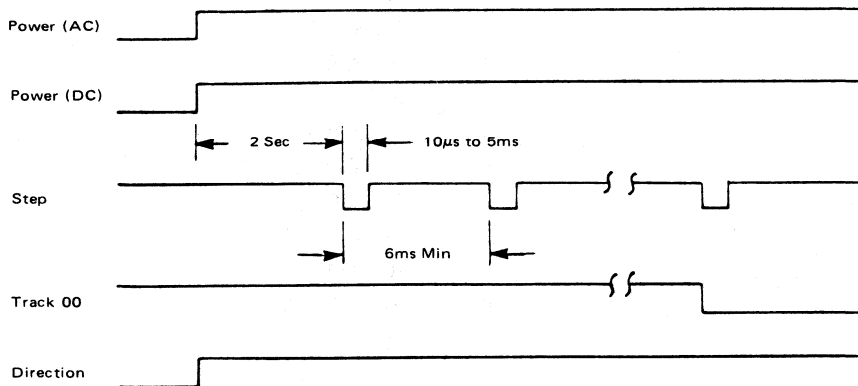 Power (AC)
Power (DC)
2 Sec
10µs to 5ms
Step
6ms Min
Track 00
Direction